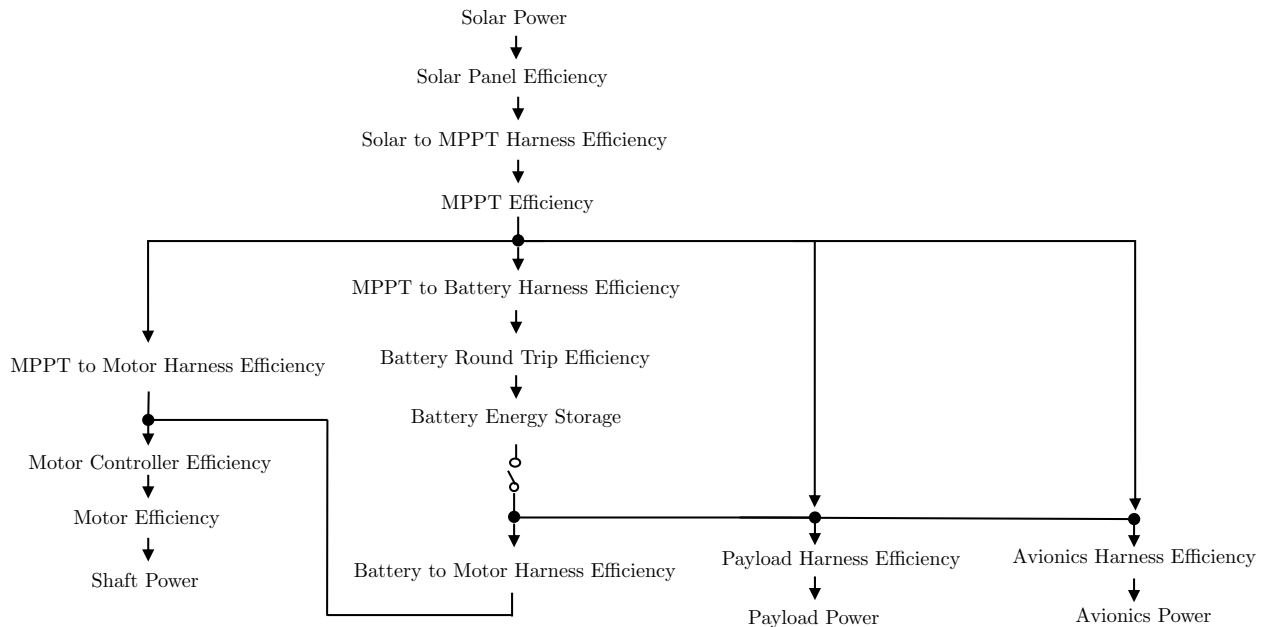 Solar Power
Solar Panel Efficiency
Solar to MPPT Harness Efficiency
MPPT Efficiency
MPPT to Battery Harness Efficiency
MPPT to Motor Harness Efficiency
Battery Round Trip Efficiency
Battery Energy Storage
Motor Controller Efficiency
Motor Efficiency
Shaft Power
Battery to Motor Harness Efficiency
Payload Harness Efficiency
Payload Power
Avionics Harness Efficiency
Avionics Power